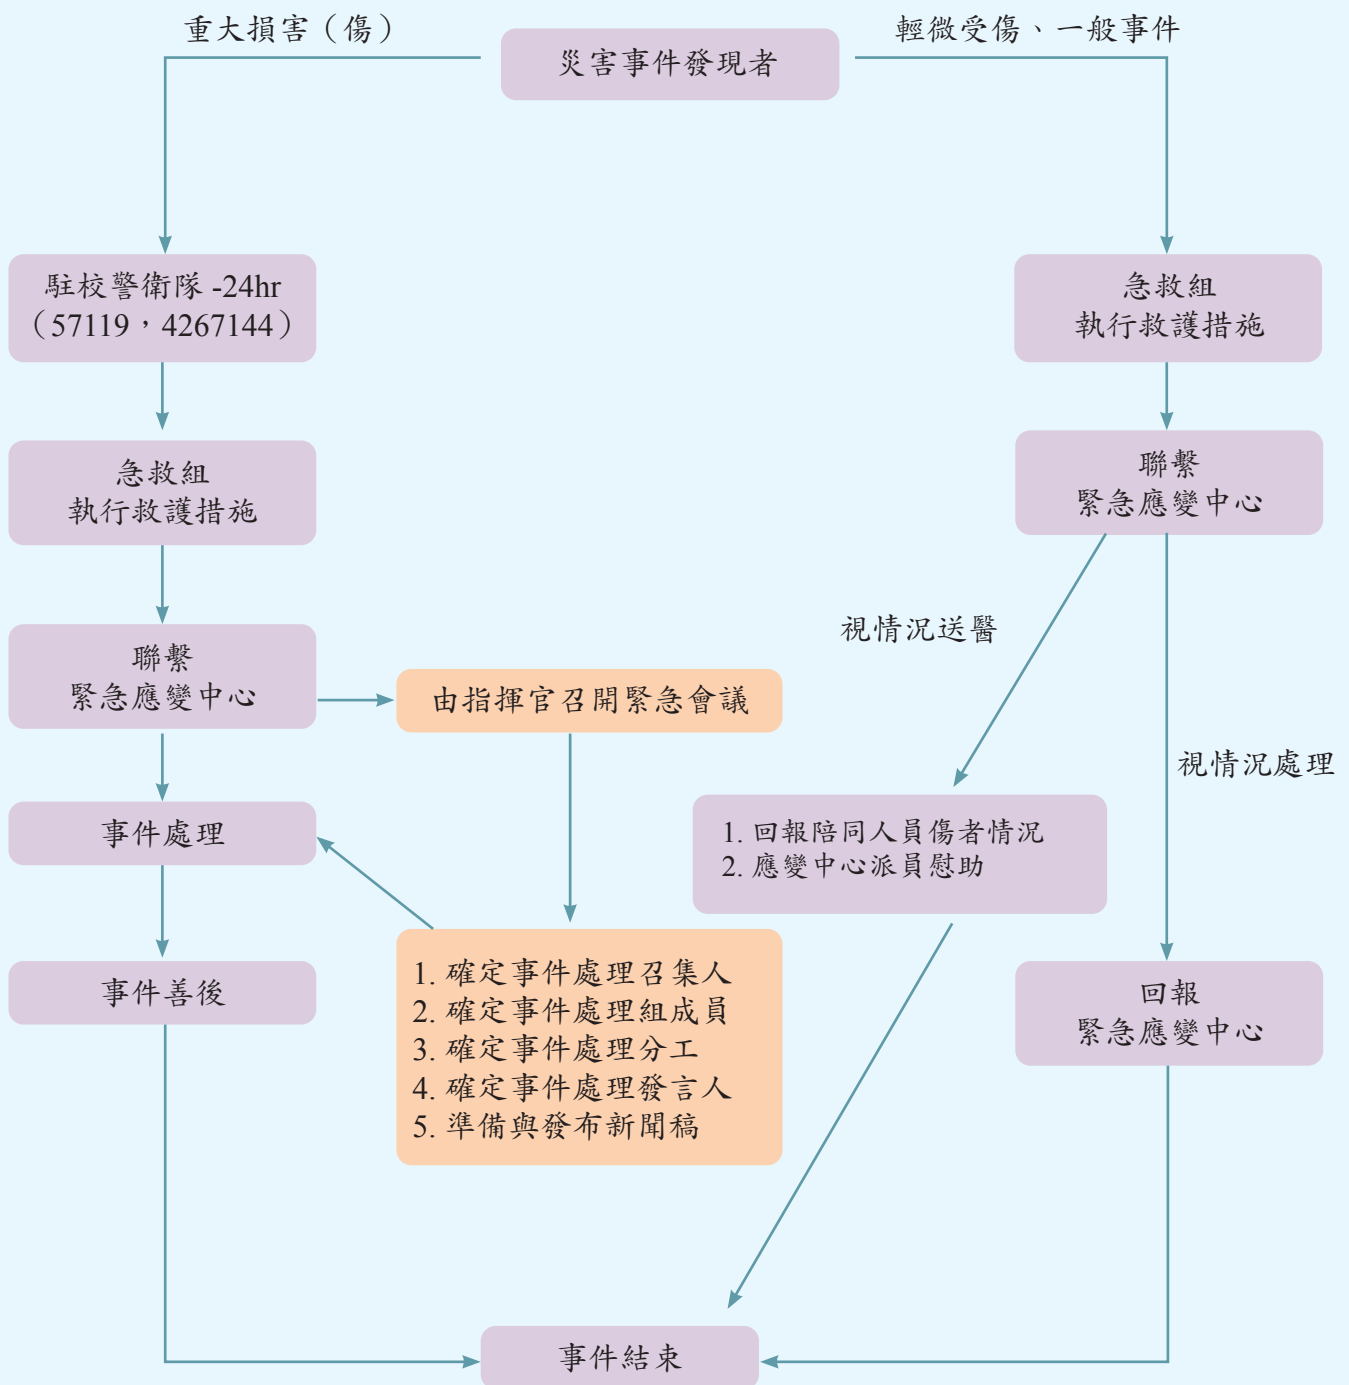 重大損害（傷）
災害事件發現者
輕微受傷、一般事件
駐校警衛隊 -24hr
（57119，4267144）
急救組
執行救護措施
聯繫
緊急應變中心
由指揮官召開緊急會議
事件處理
1. 確定事件處理召集人
2. 確定事件處理組成員
3. 確定事件處理分工
4. 確定事件處理發言人
5. 準備與發布新聞稿
事件善後
急救組
執行救護措施
聯繫
緊急應變中心
視情況送醫
視情況處理
1. 回報陪同人員傷者情況
2. 應變中心派員慰助
回報
緊急應變中心
事件結束